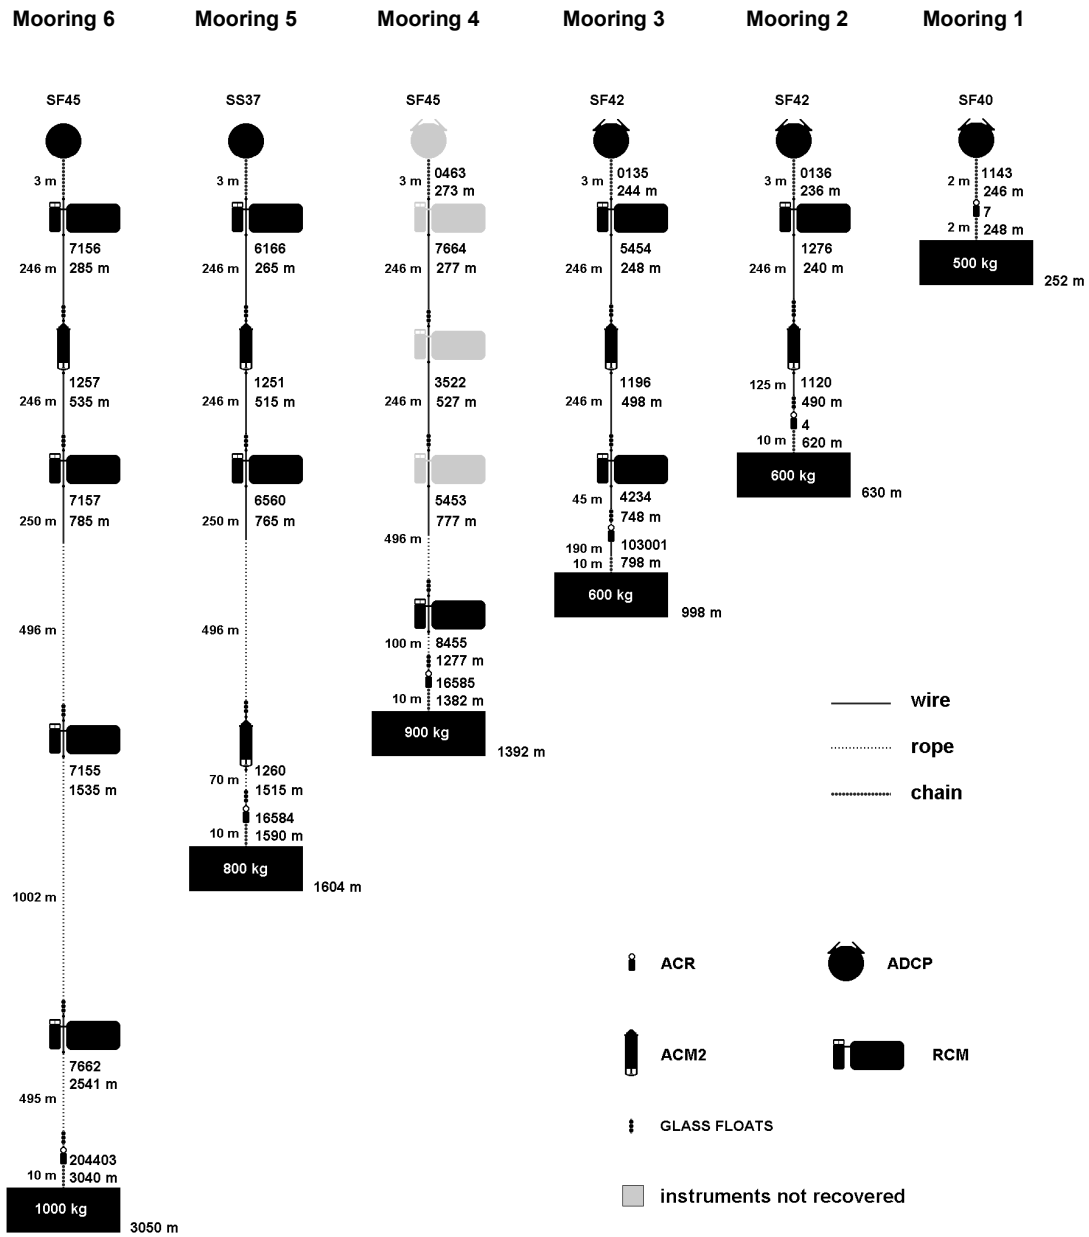 Mooring 6
Mooring 5
Mooring 4
Mooring 3
Mooring 2
Mooring 1
SF45
3 m
7156
246 m
285 m
1257
246 m
535 m
7157
250 m
785 m
496 m
7155
1535 m
1002 m
7662
2541 m
495 m
204403
10 m
3040 m
1000 kg
3050 m
SS37
3 m
6166
246 m
265 m
1251
246 m
515 m
6560
250 m
765 m
496 m
1260
70 m
1515 m
16584
10 m
1590 m
800 kg
1604 m
SF45
0463
3 m
273 m
7664
246 m
277 m
3522
246 m
527 m
5453
777 m
496 m
100 m
8455
1277 m
16585
10 m
1382 m
900 kg
1392 m
SF42
0135
3 m
244 m
5454
246 m
248 m
1196
246 m
498 m
45 m
4234
748 m
190 m
103001
10 m
798 m
600 kg
998 m
SF42
0136
3 m
236 m
1276
246 m
240 m
125 m
1120
490 m
4
10 m
620 m
600 kg
630 m
SF40
1143
2 m
246 m
7
2 m
248 m
500 kg
252 m
wire
rope
chain
ACR
ADCP
ACM2
RCM
GLASS FLOATS
instruments not recovered